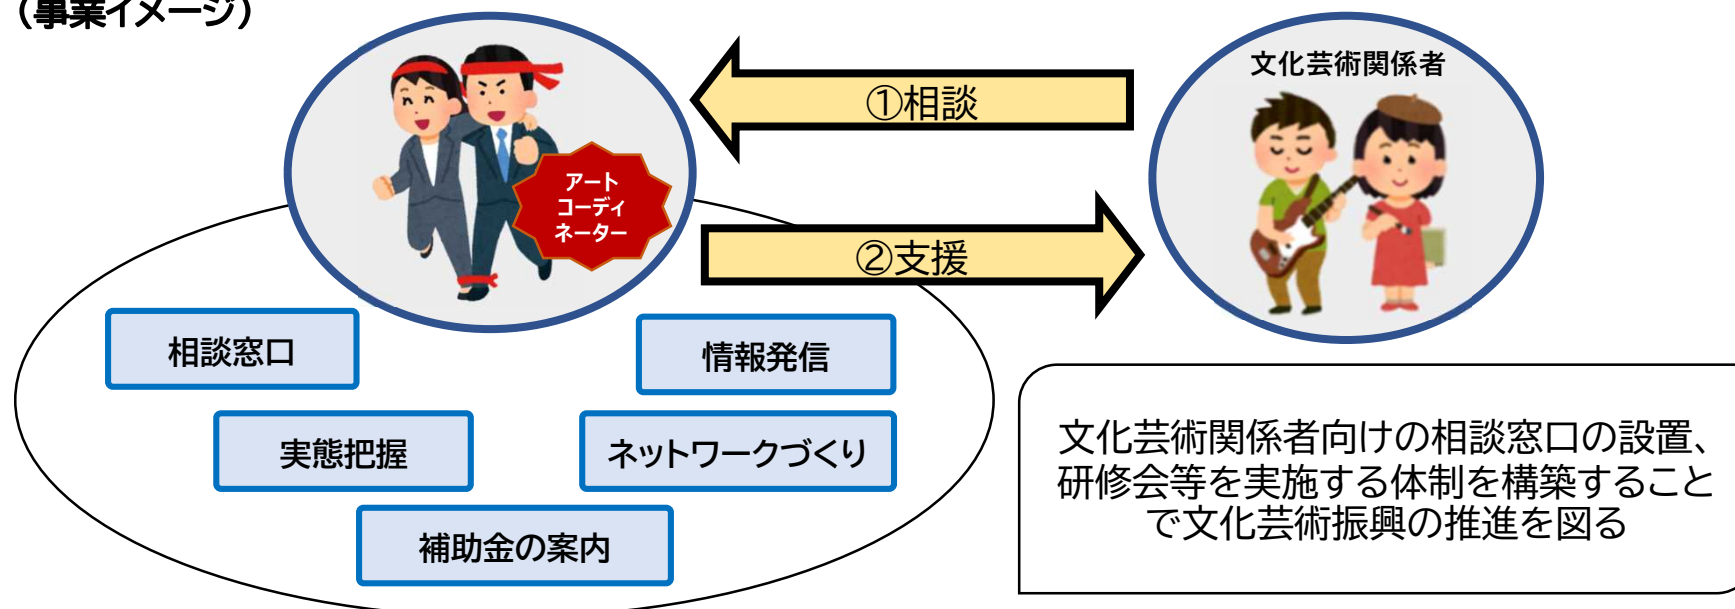 （事業イメージ）
文化芸術関係者
①相談
アート
コーディ
ネーター
②支援
相談窓口
情報発信
実態把握
ネットワークづくり
補助金の案内
文化芸術関係者向けの相談窓口の設置、
研修会等を実施する体制を構築すること
で文化芸術振興の推進を図る